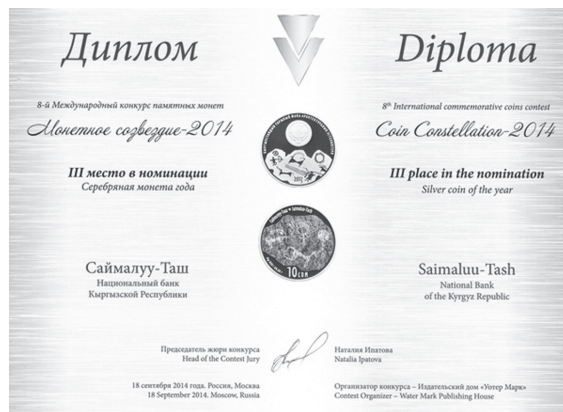 Диплом
8-й Международный конкурс памятных монет
Монетное созвездие-2014
III место в номинации
Серебряная монета года
Саймалуу-Таш
Национальный банк
Кыргызской Республики
Diploma
8th International commemorative coins contest
Coin Constellation-2014
III place in the nomination
Silver coin of the year
Saimaluu-Tash
National Bank
of the Kyrgyz Republic
10 СОМ
Председатель жюри конкурса
Head of the Contest Jury
Наталия Ипатова
Natalia Ipatova
18 сентября 2014 года. Россия, Москва
18 September 2014. Moscow, Russia
Организатор конкурса – Издательский дом «Уотер Марк»
Contest Organizer – Water Mark Publishing House